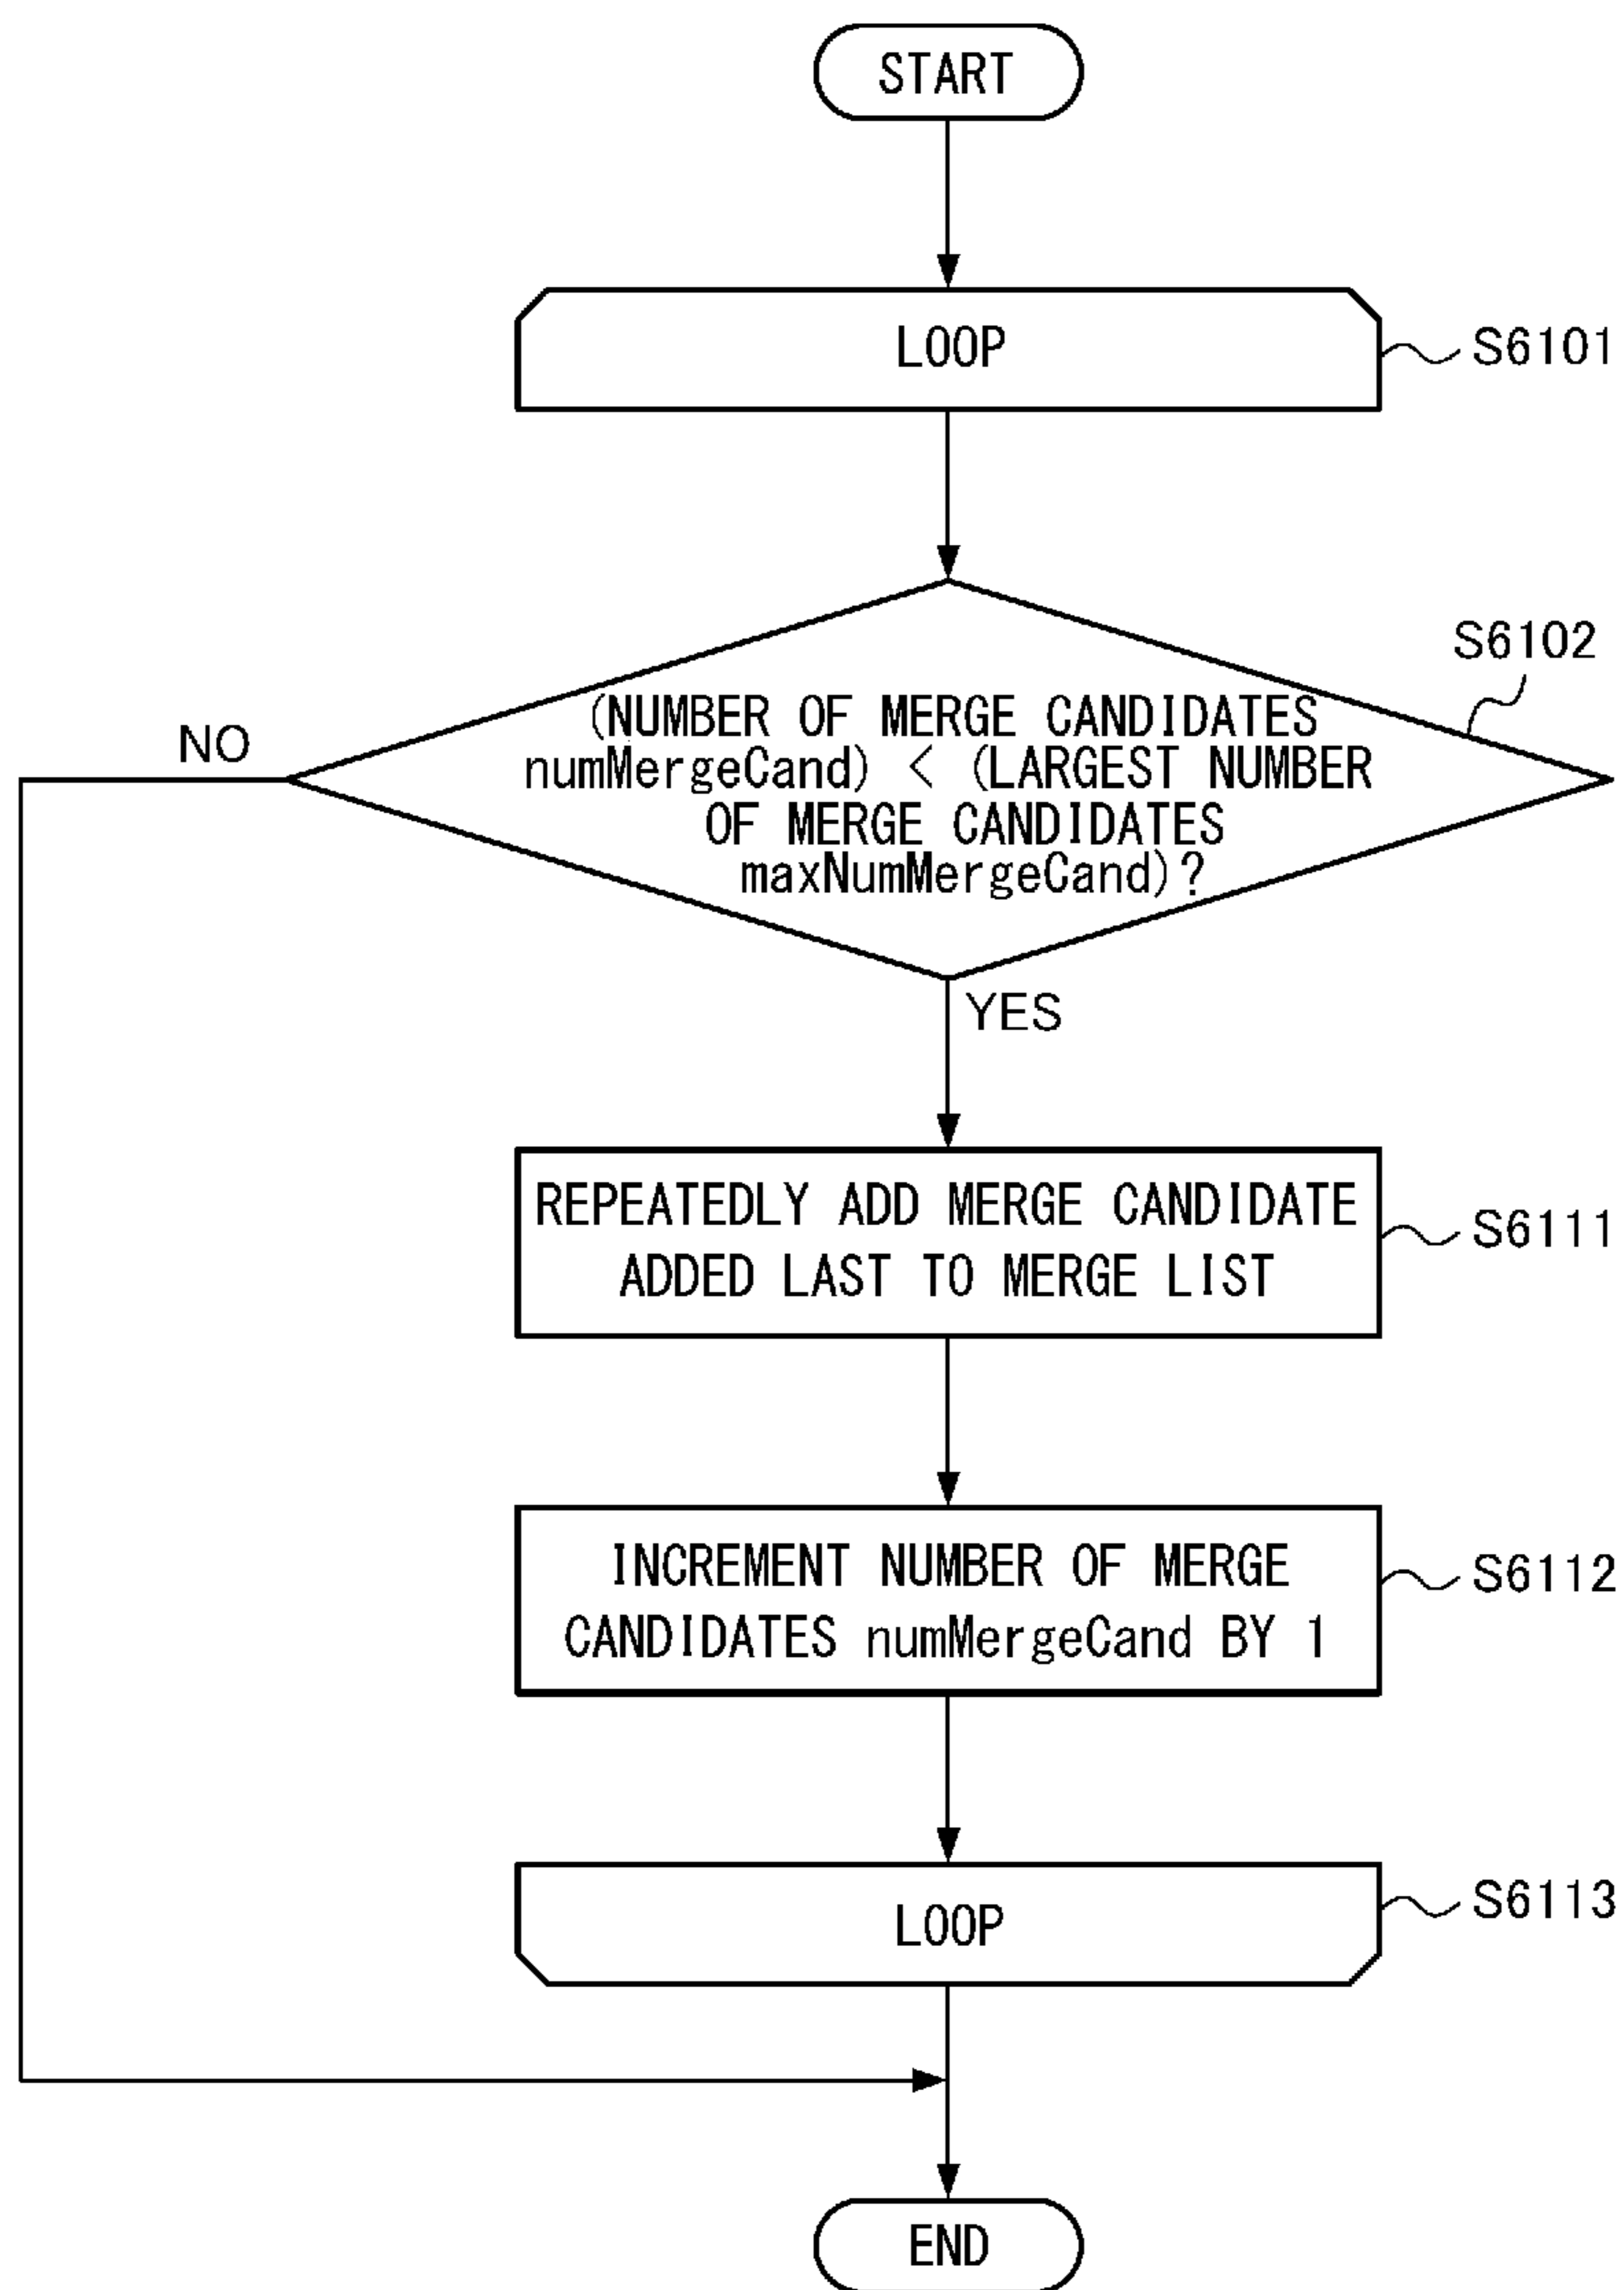 START
LOOP
S6101
S6102
(NUMBER OF MERGE CANDIDATES
numMergeCand) < (LARGEST NUMBER
OF MERGE CANDIDATES
maxNumMergeCand)?
NO
YES
REPEATEDLY ADD MERGE CANDIDATE
ADDED LAST TO MERGE LIST
S6111
INCREMENT NUMBER OF MERGE
CANDIDATES numMergeCand BY 1
S6112
LOOP
S6113
END